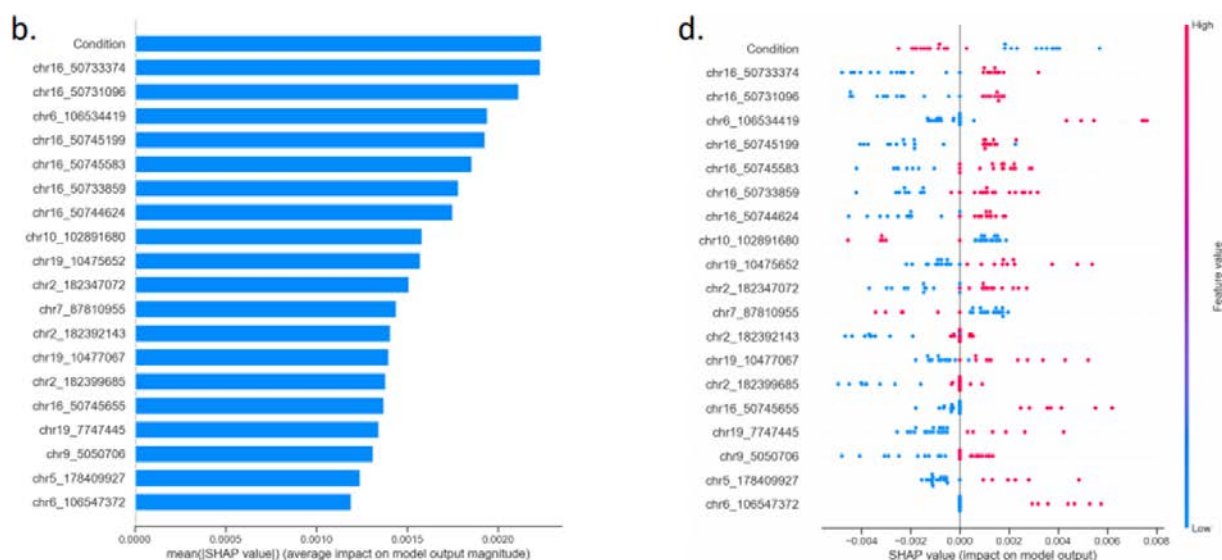 b.
Condition
chr16_50733374
chr16_50731096
chr6_106534419
chr16_50745199
chr16_50745583
chr16_50733859
chr16_50744624
chr10_102891680
chr19_10475652
chr2_182347072
chr7_87810955
chr2_182392143
chr19_10477067
chr2_182399685
chr16_50745655
chr19_7747445
chr9_5050706
chr5_178409927
chr6_106547372
0.0000 0.0005 0.0010 0.0015 0.0020
mean(|SHAP value|) (average impact on model output magnitude)
d.
Condition
chr16_50733374
chr16_50731096
chr6_106534419
chr16_50745199
chr16_50745583
chr16_50733859
chr16_50744624
chr10_102891680
chr19_10475652
chr2_182347072
chr7_87810955
chr2_182392143
chr19_10477067
chr2_182399685
chr16_50745655
chr19_7747445
chr9_5050706
chr5_178409927
chr6_106547372
−0.004 −0.002 0.000 0.002 0.004 0.006 0.008
SHAP value (impact on model output)
High
Feature value
Low